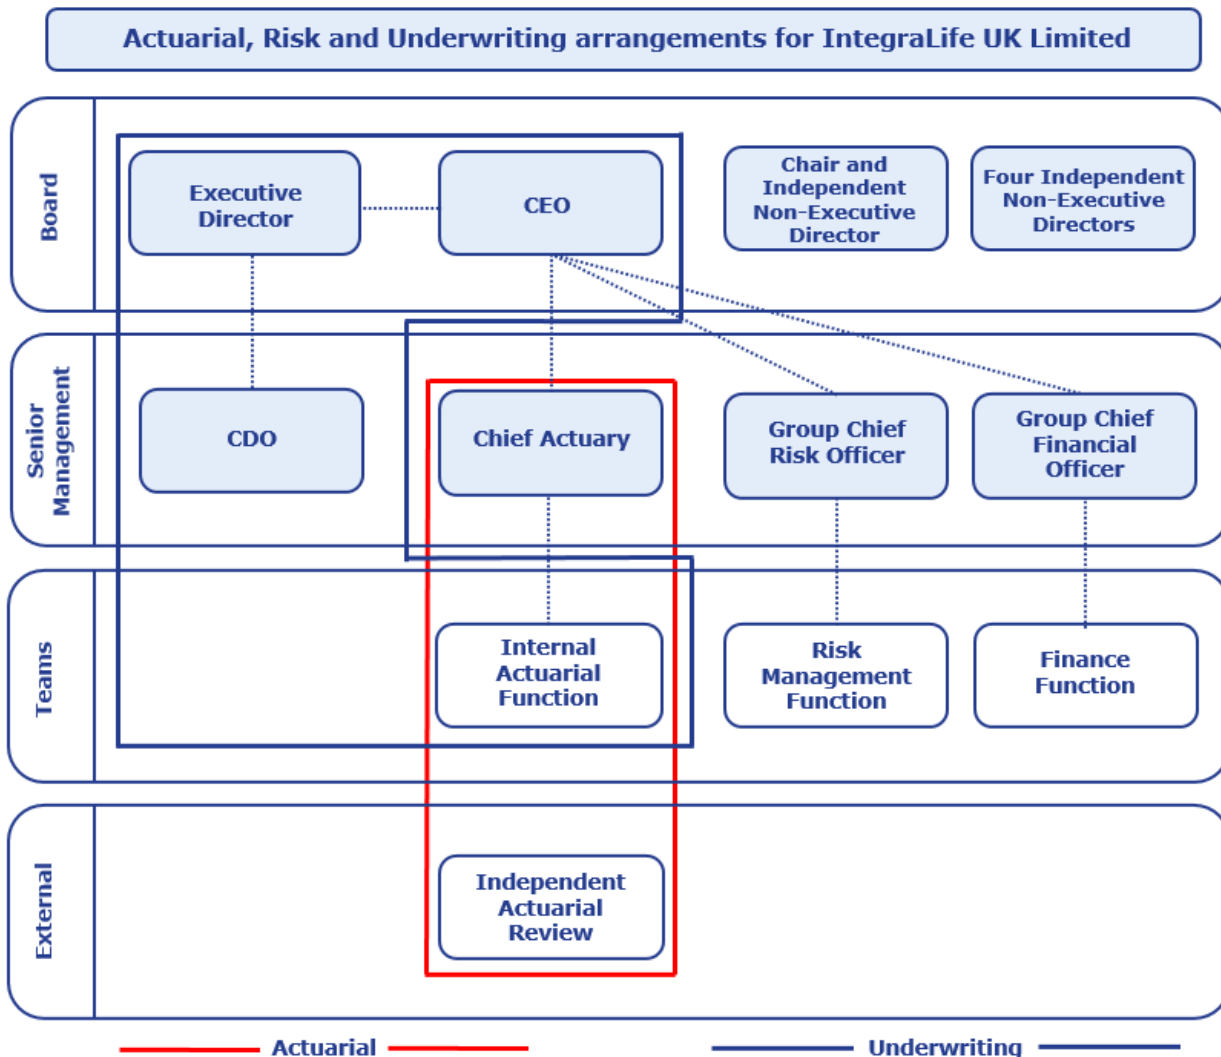 Actuarial, Risk and Underwriting arrangements for IntegraLife UK Limited
Board
Executive
Director
CEO
Chair and
Independent
Non-Executive
Director
Four Independent
Non-Executive
Directors
Senior
Management
CDO
Chief Actuary
Group Chief
Risk Officer
Group Chief
Financial
Officer
Teams
Internal
Actuarial
Function
Risk
Management
Function
Finance
Function
External
Independent
Actuarial
Review
Actuarial
Underwriting